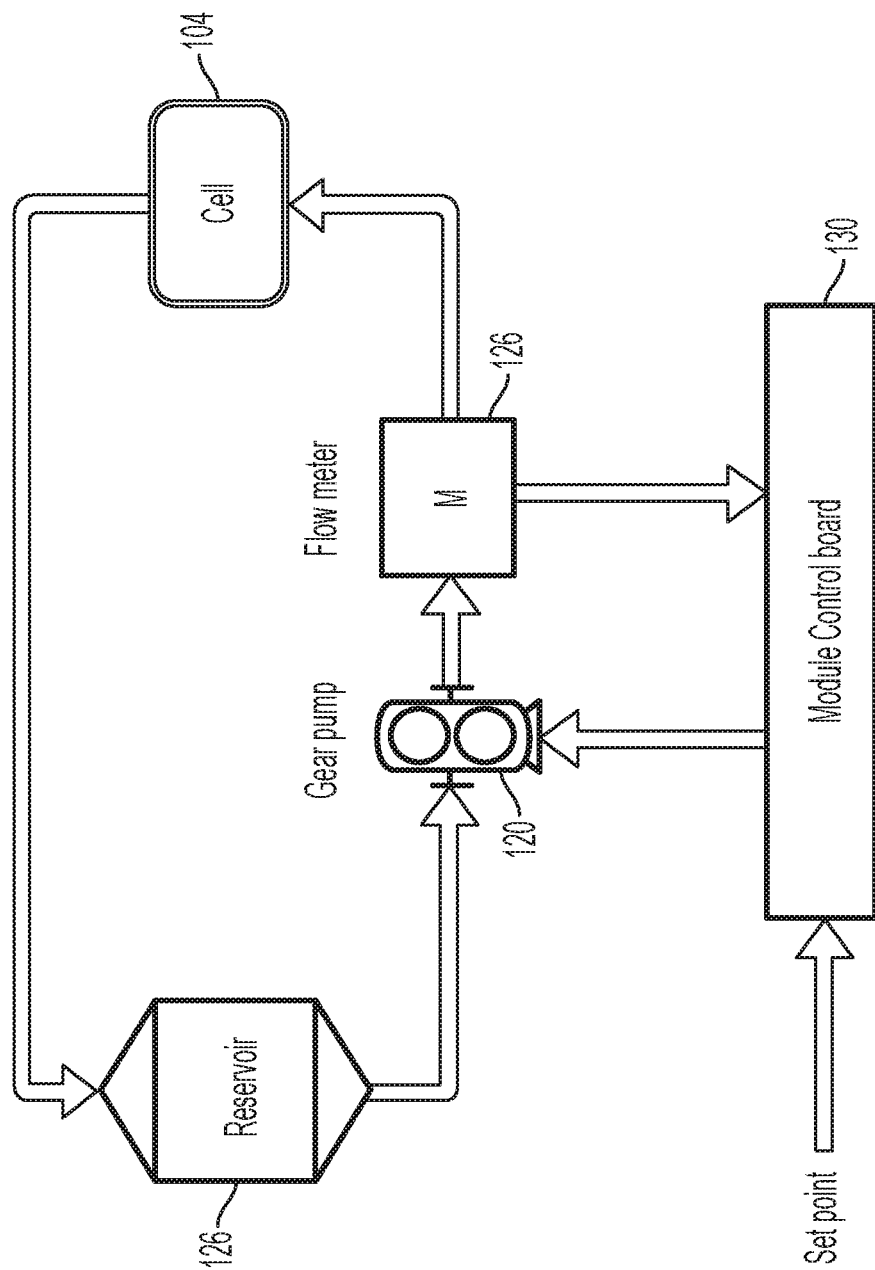 104
Cell
126
Reservoir
Gear pump
120
Flow meter
M
126
130
Module Control board
Set point